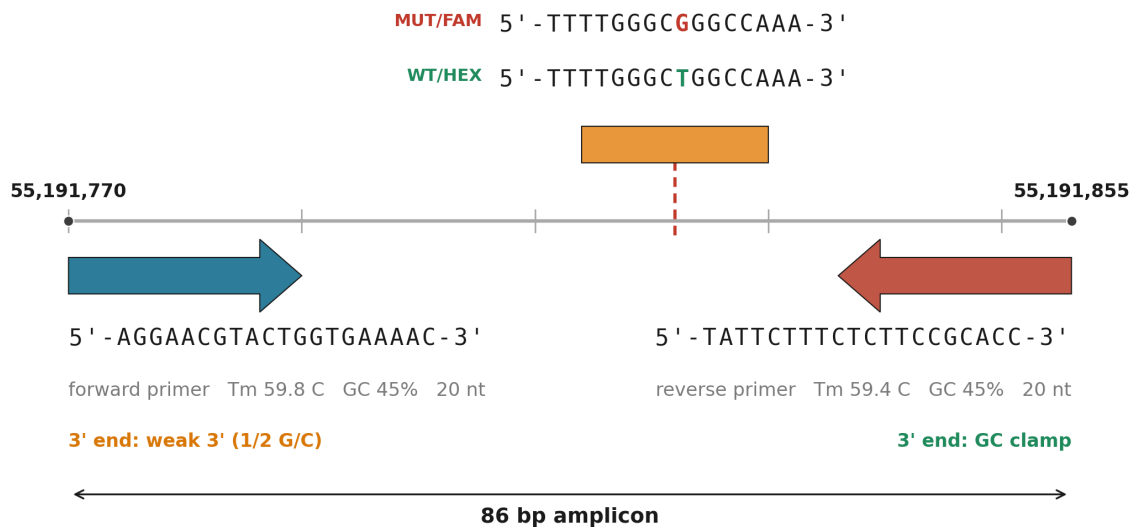 MUT/FAM 5'-TTTTGGGCGGGCCAAA-3'
WT/HEX 5'-TTTTGGGCTGGCCAAA-3'
55,191,770 55,191,855
5'-AGGAACGTACTGGTGAAAAC-3' 5'-TATTCTTTCTCTTCCGCACC-3'
forward primer Tm 59.8 C GC 45% 20 nt reverse primer Tm 59.4 C GC 45% 20 nt
3' end: weak 3' (1/2 G/C) 3' end: GC clamp
86 bp amplicon